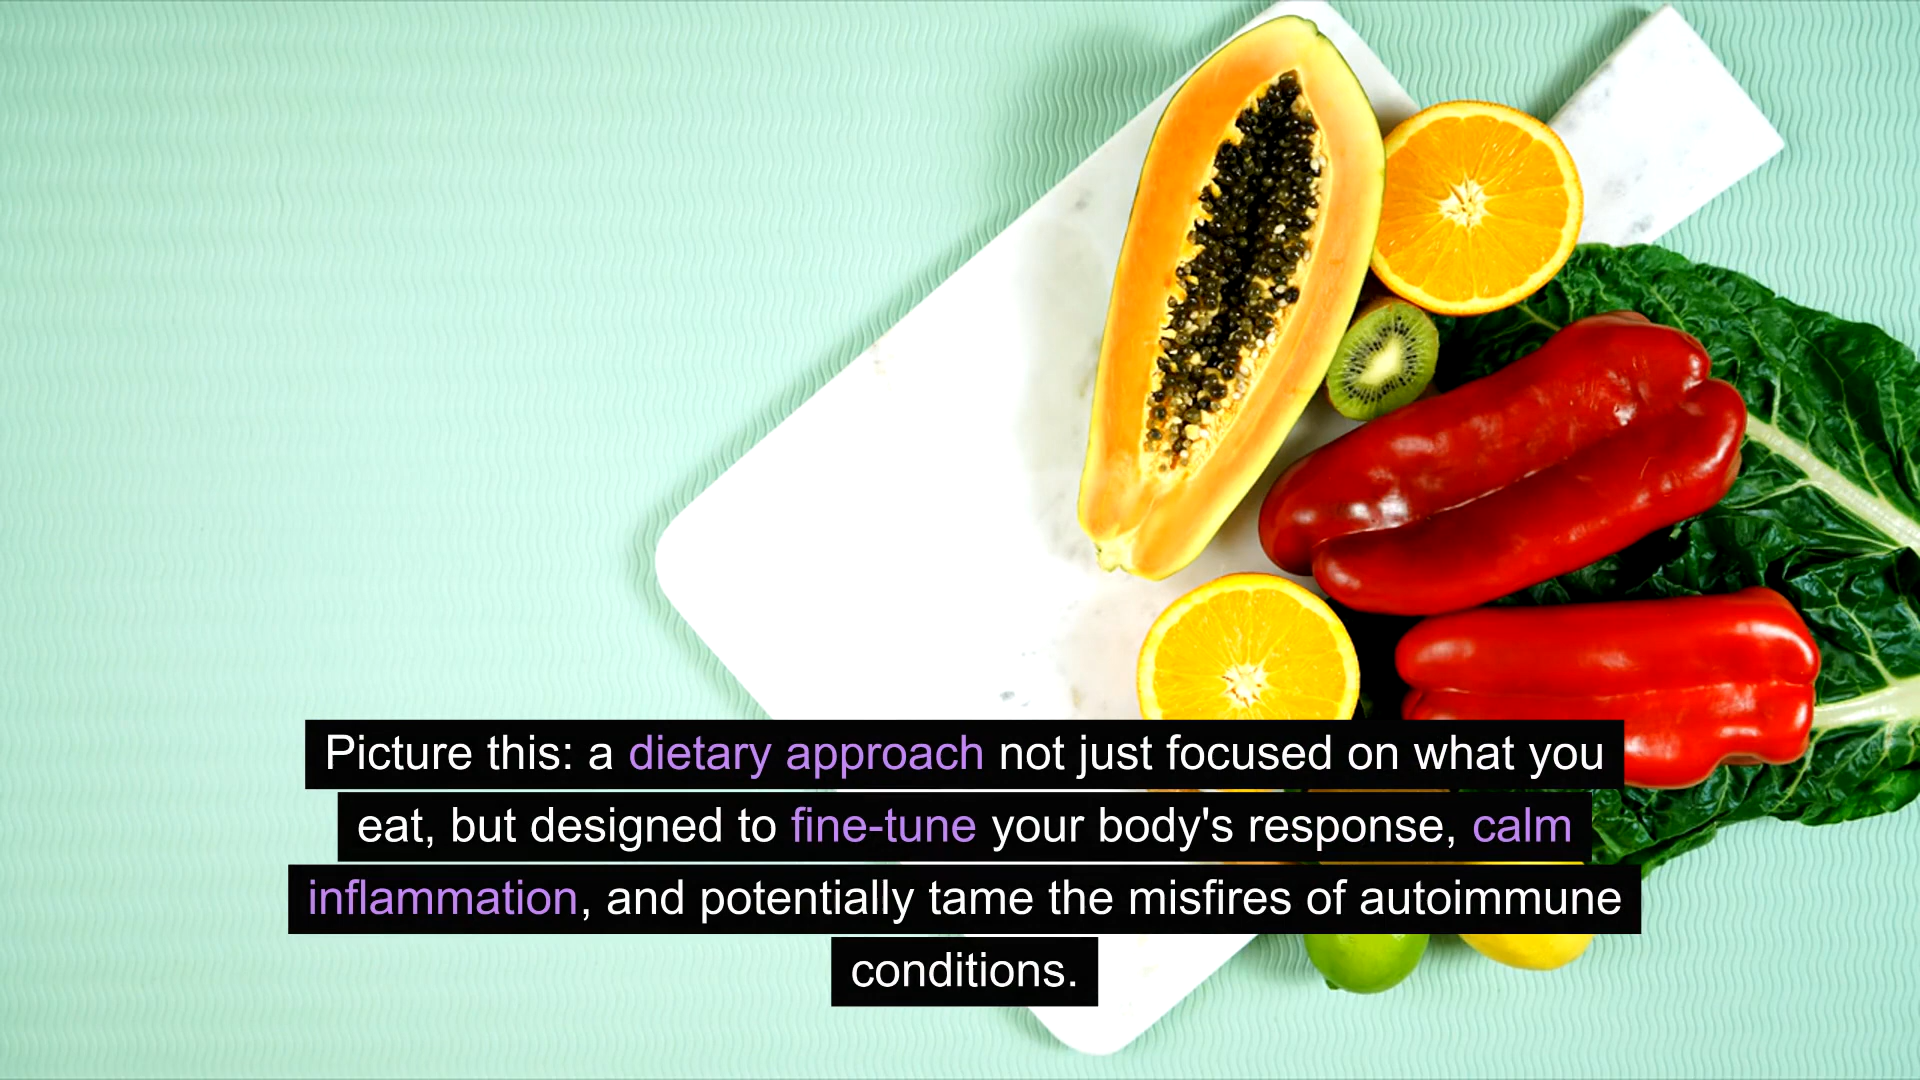 Picture this: a dietary approach not just focused on what you
eat, but designed to fine-tune your body's response, calm
inflammation, and potentially tame the misfires of autoimmune
conditions.